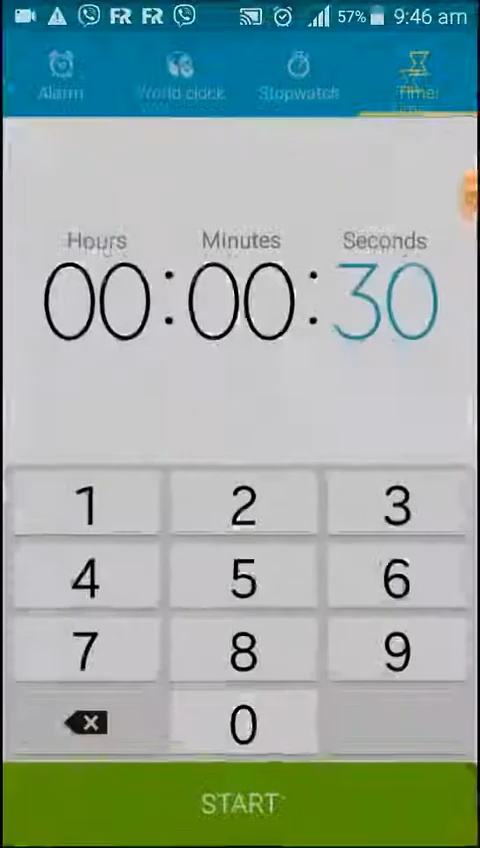 FR FR 57% 9:46 am
Alarm World clock Stopwatch Timer
Hours Minutes Seconds
00:00:30
1 2 3
4 5 6
7 8 9
0
START